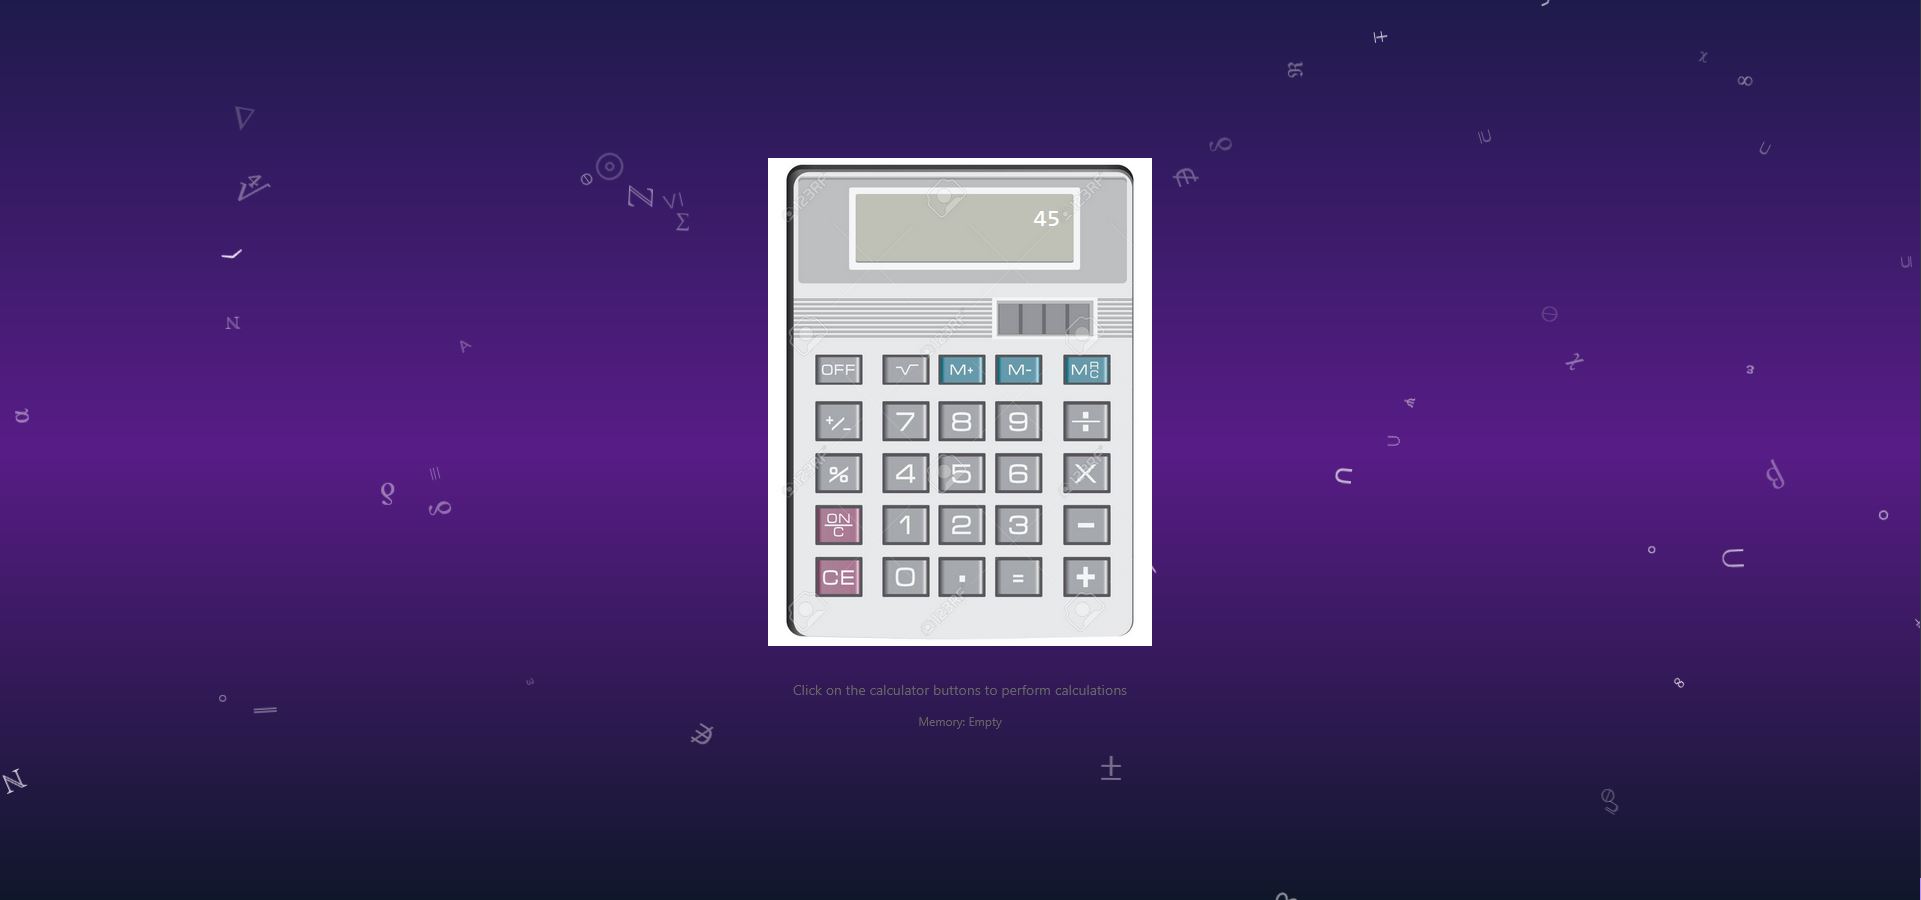 45
OFF √ M+ M- MRC
+/- 7 8 9 ÷
% 4 5 6 X
ON/C 1 2 3 −
CE 0 . = +
Click on the calculator buttons to perform calculations
Memory: Empty
123RF